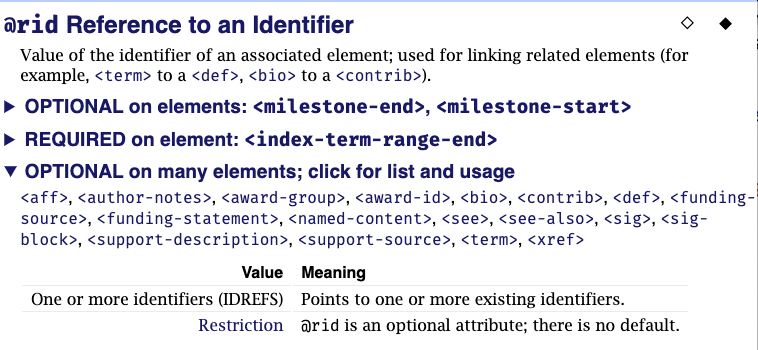 @rid Reference to an Identifier
Value of the identifier of an associated element; used for linking related elements (for
example, <term> to a <def>, <bio> to a <contrib>).
OPTIONAL on elements: <milestone-end>, <milestone-start>
REQUIRED on element: <index-term-range-end>
OPTIONAL on many elements; click for list and usage
<aff>, <author-notes>, <award-group>, <award-id>, <bio>, <contrib>, <def>, <funding-
source>, <funding-statement>, <named-content>, <see>, <see-also>, <sig>, <sig-
block>, <support-description>, <support-source>, <term>, <xref>
Value Meaning
One or more identifiers (IDREFS) Points to one or more existing identifiers.
Restriction @rid is an optional attribute; there is no default.